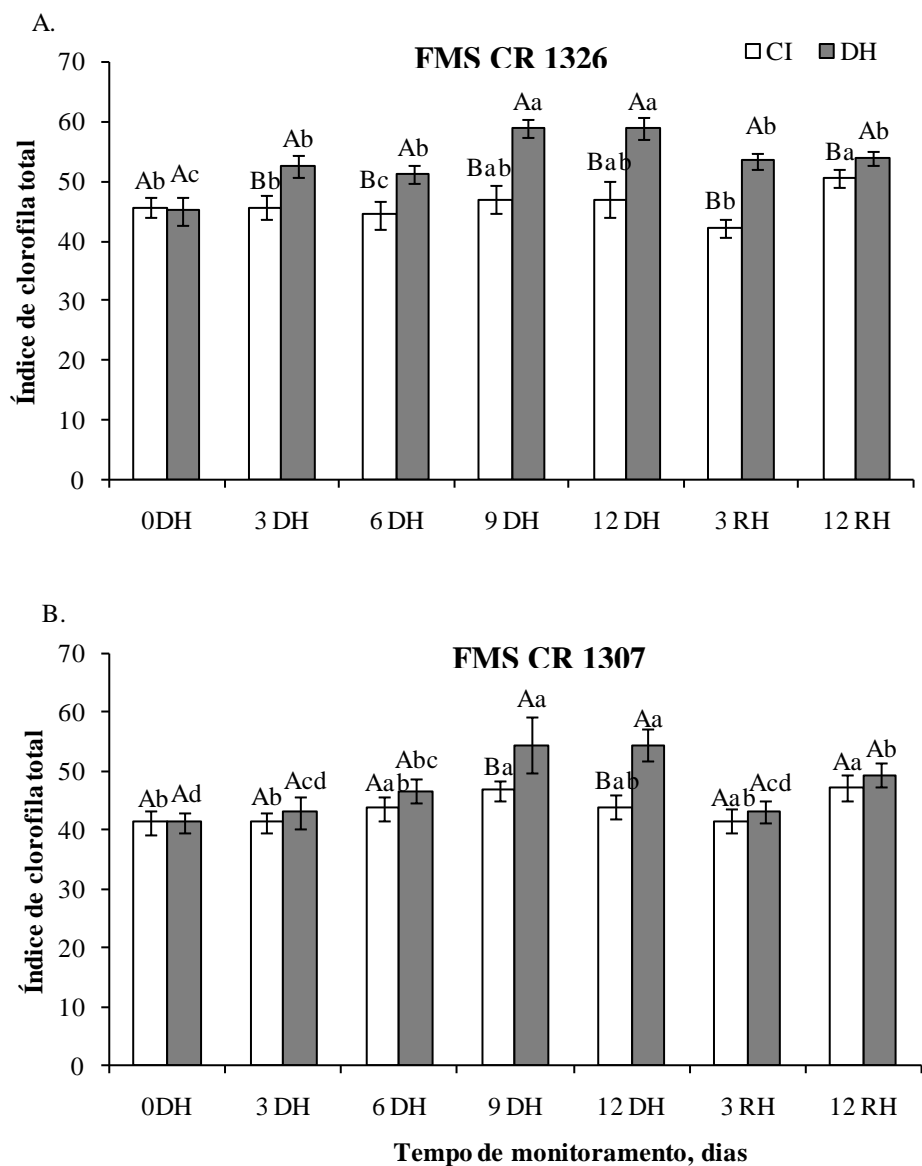 A.
FMS CR 1326
CI DH
Índice de clorofila total
70
60
50
40
30
20
10
0
Ab Ac Bb Ab Bc Ab Bab Aa Bab Aa Bb Ab Ba Ab
0DH 3 DH 6 DH 9 DH 12 DH 3 RH 12 RH
B.
FMS CR 1307
Índice de clorofila total
70
60
50
40
30
20
10
0
Ab Ad Ab Acd Aab Abc Ba Aa Bab Aa Aab Acd Aa Ab
0DH 3 DH 6 DH 9 DH 12 DH 3 RH 12 RH
Tempo de monitoramento, dias